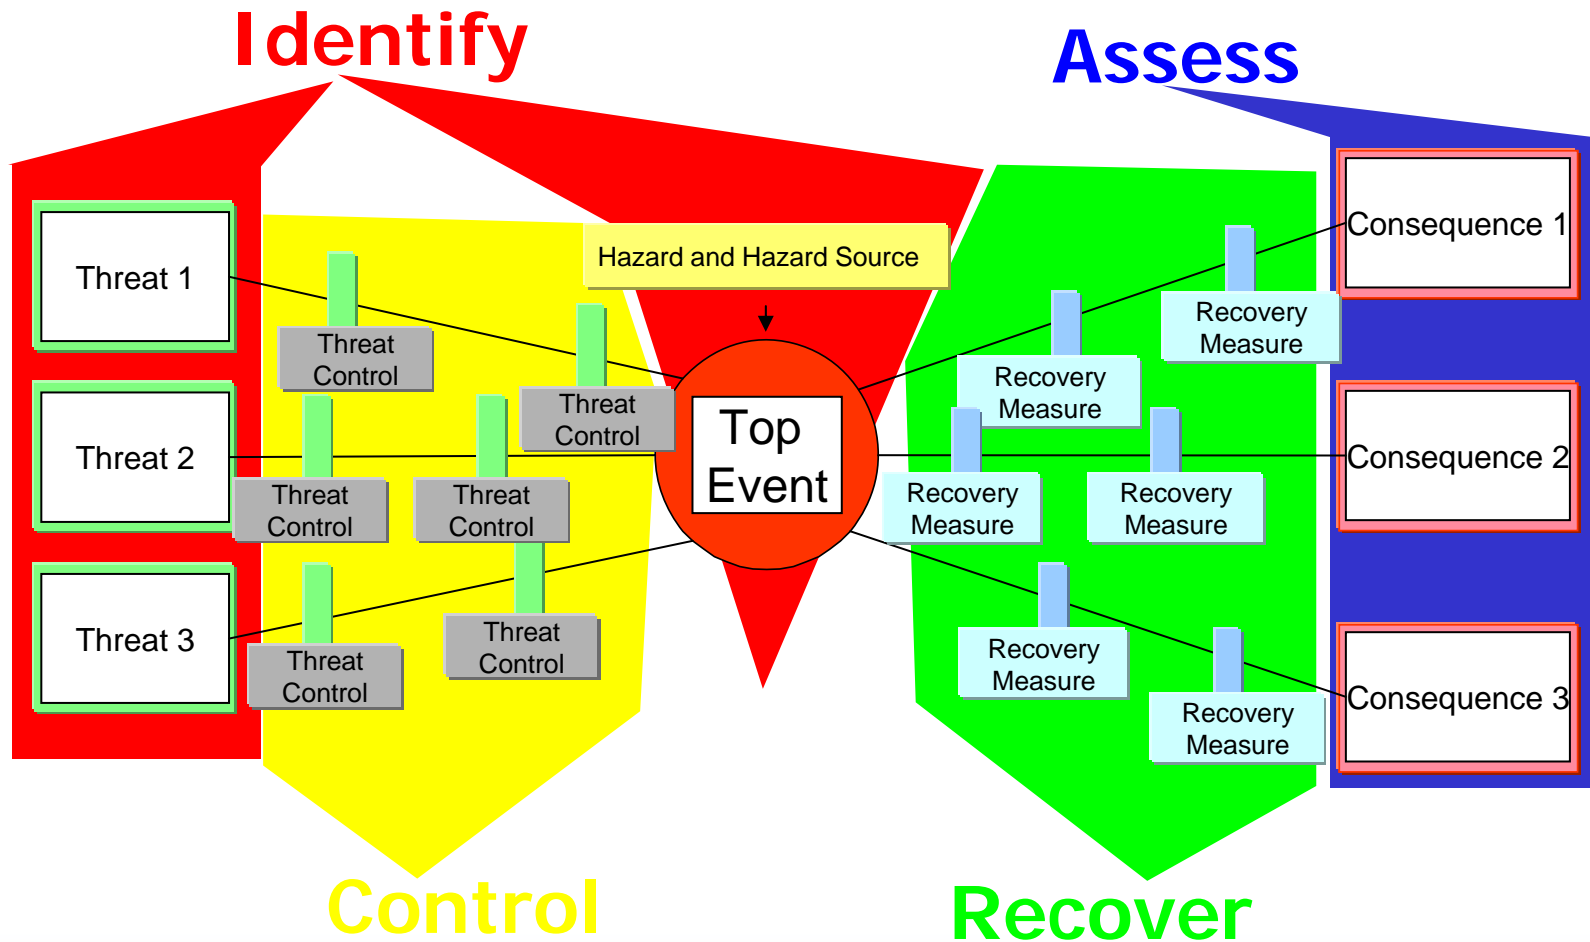 Identify
Assess
Threat 1
Hazard and Hazard Source
Consequence 1
Threat
Control
Recovery
Measure
Threat
Control
Recovery
Measure
Threat 2
Top
Event
Consequence 2
Threat
Control
Threat
Control
Recovery
Measure
Recovery
Measure
Threat 3
Threat
Control
Threat
Control
Recovery
Measure
Recovery
Measure
Consequence 3
Control
Recover